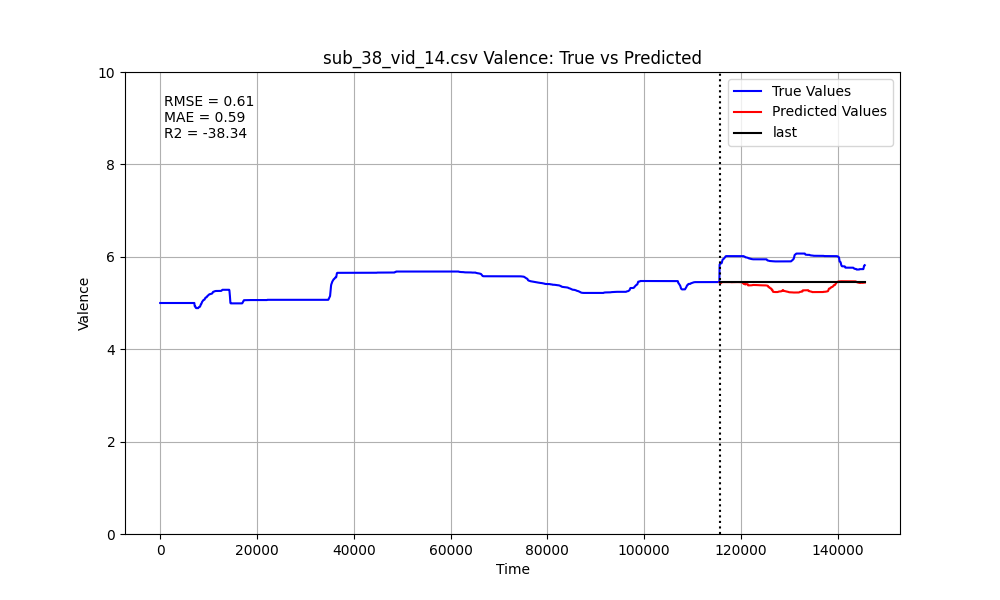 sub_38_vid_14.csv Valence: True vs Predicted
RMSE = 0.61
MAE = 0.59
R2 = -38.34
True Values
Predicted Values
last
Valence
10
8
6
4
2
0
0 20000 40000 60000 80000 100000 120000 140000
Time